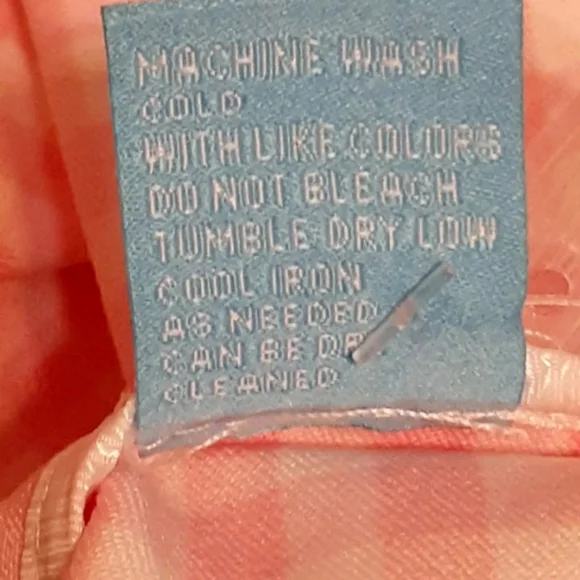 MACHINE WASH
COLD
WITH LIKE COLORS
DO NOT BLEACH
TUMBLE DRY LOW
COOL IRON
AS NEEDED
CAN BE
CLEANED